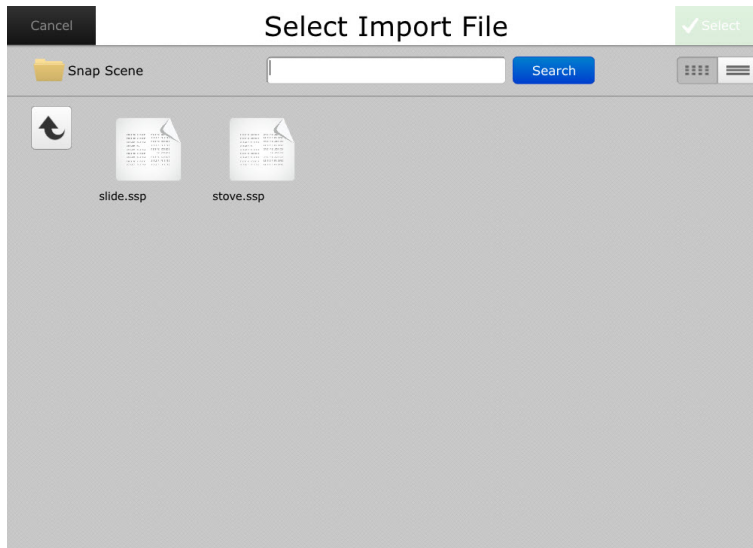 Cancel
Select Import File
Select
Snap Scene
Search
slide.ssp
stove.ssp